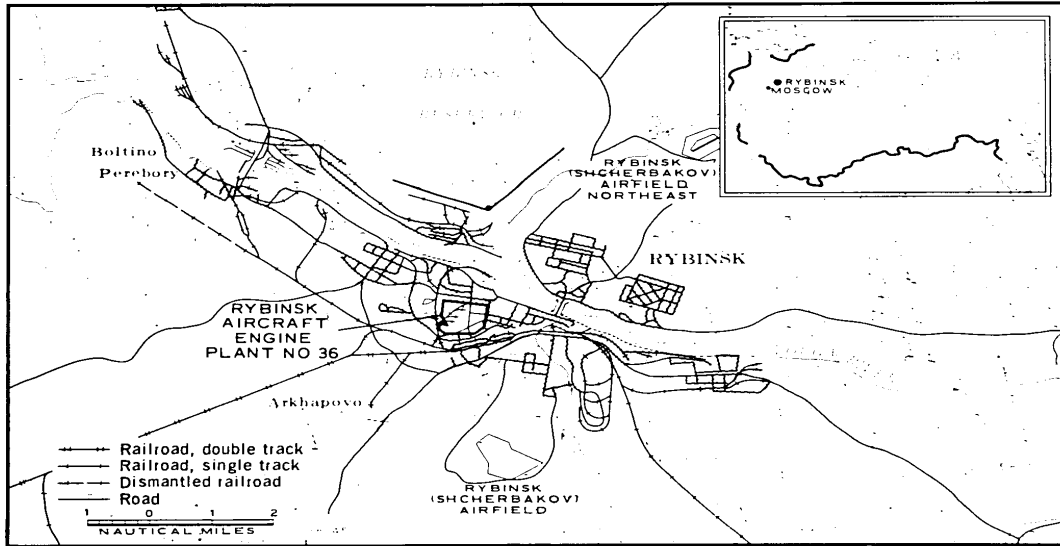 RYBINSK
MOSCOW
Boltino
Perebory
RYBINSK
(SHCHERBAKOV)
AIRFIELD
NORTHEAST
RYBINSK
RYBINSK
AIRCRAFT
ENGINE
PLANT NO 36
Arkhapovo
Railroad, double track
Railroad, single track
Dismantled railroad
Road
1 0 1 2
NAUTICAL MILES
RYBINSK
(SHCHERBAKOV)
AIRFIELD